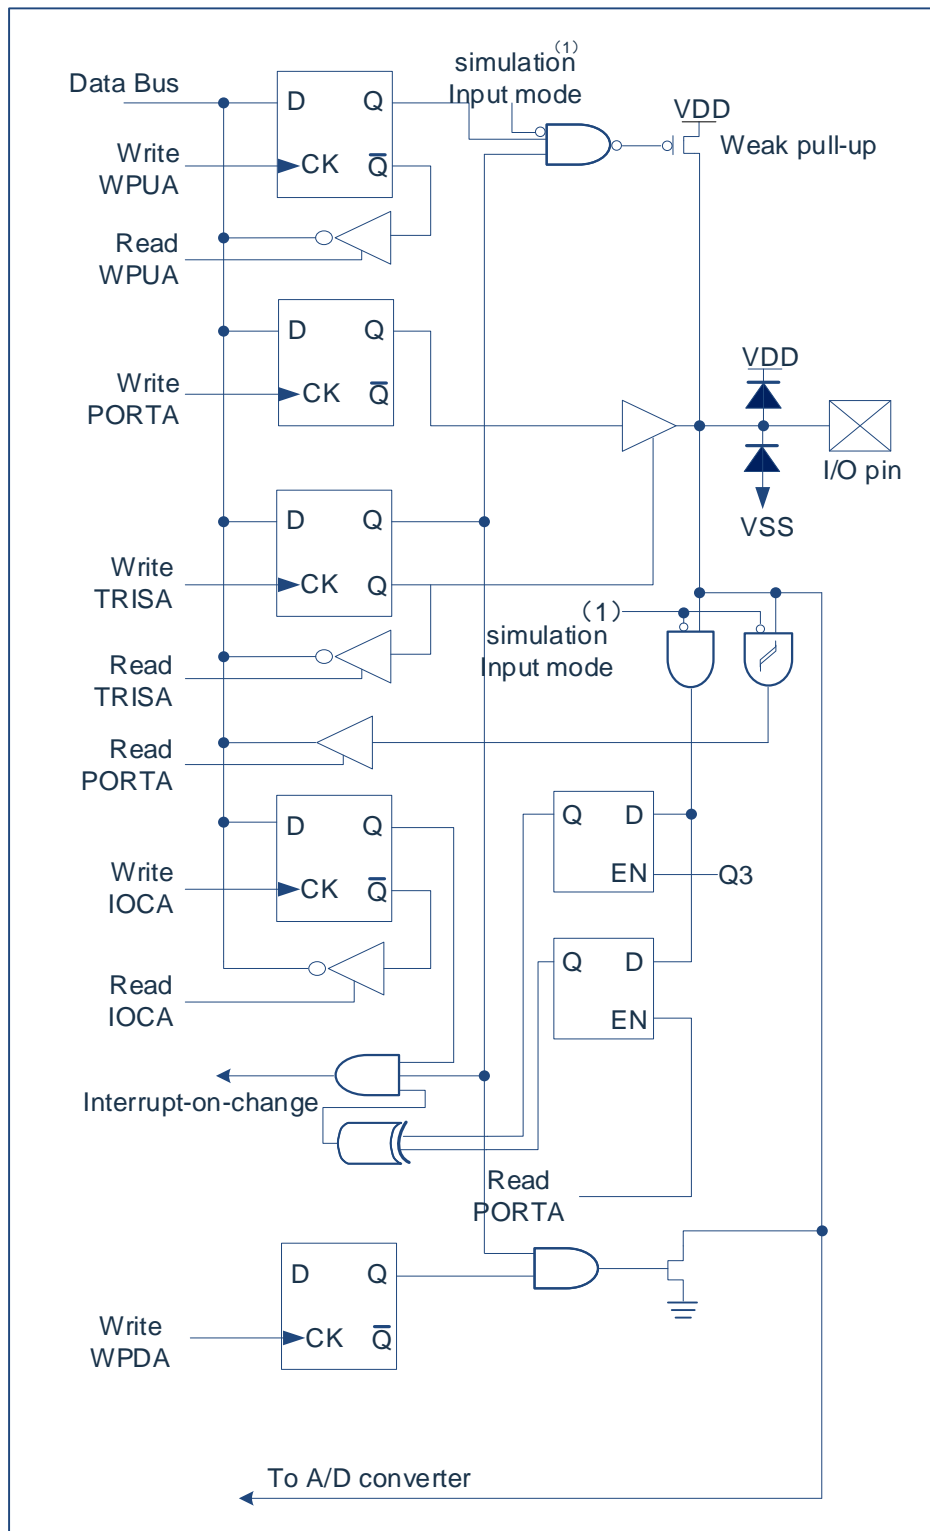 Data Bus
D
Q
Write
WPUA
CK
Q
Read
WPUA
simulation（1）
Input mode
VDD
Weak pull-up
D
Q
Write
PORTA
CK
Q
VDD
I/O pin
VSS
D
Q
Write
TRISA
CK
Q
（1）
simulation
Input mode
Read
TRISA
Read
PORTA
D
Q
Write
IOCA
CK
Q
Q
D
EN
Q3
Read
IOCA
Q
D
EN
Interrupt-on-change
Read
PORTA
D
Q
Write
WPDA
CK
Q
To A/D converter